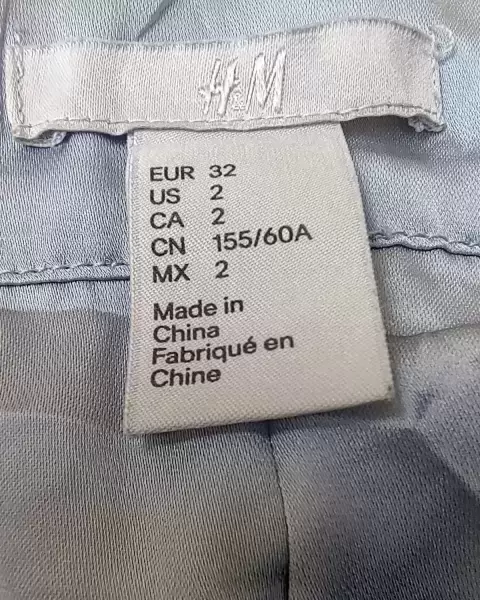 H&M
EUR 32
US 2
CA 2
CN 155/60A
MX 2
Made in
China
Fabriqué en
Chine